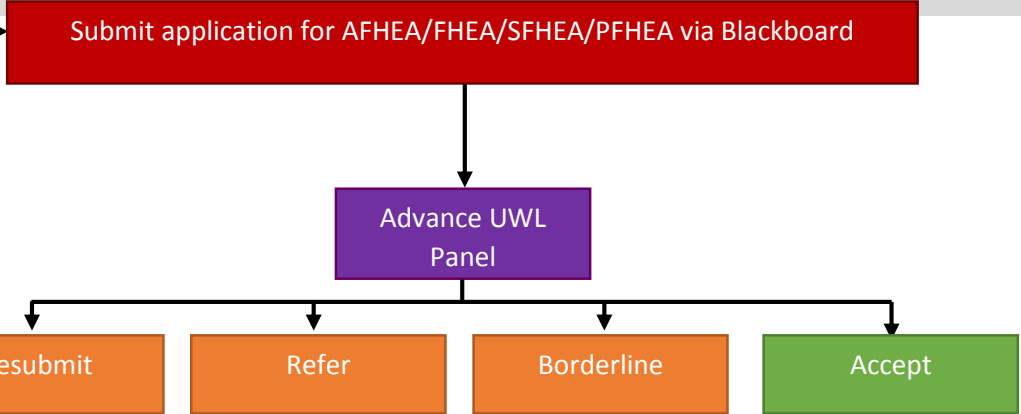 Submit application for AFHEA/FHEA/SFHEA/PFHEA via Blackboard
Advance UWL
Panel
esubmit
Refer
Borderline
Accept